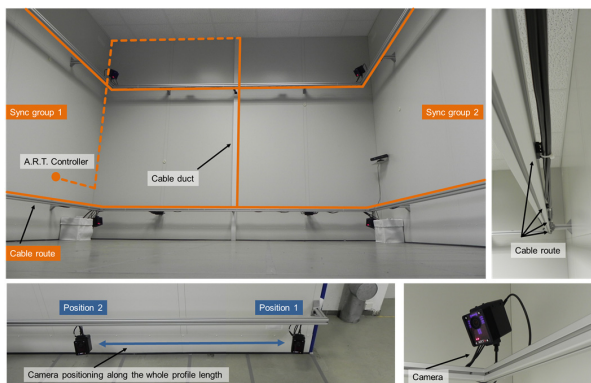 Sync group 1
Sync group 2
A.R.T. Controller
Cable duct
Cable route
Cable route
Position 2
Position 1
Camera positioning along the whole profile length
Camera